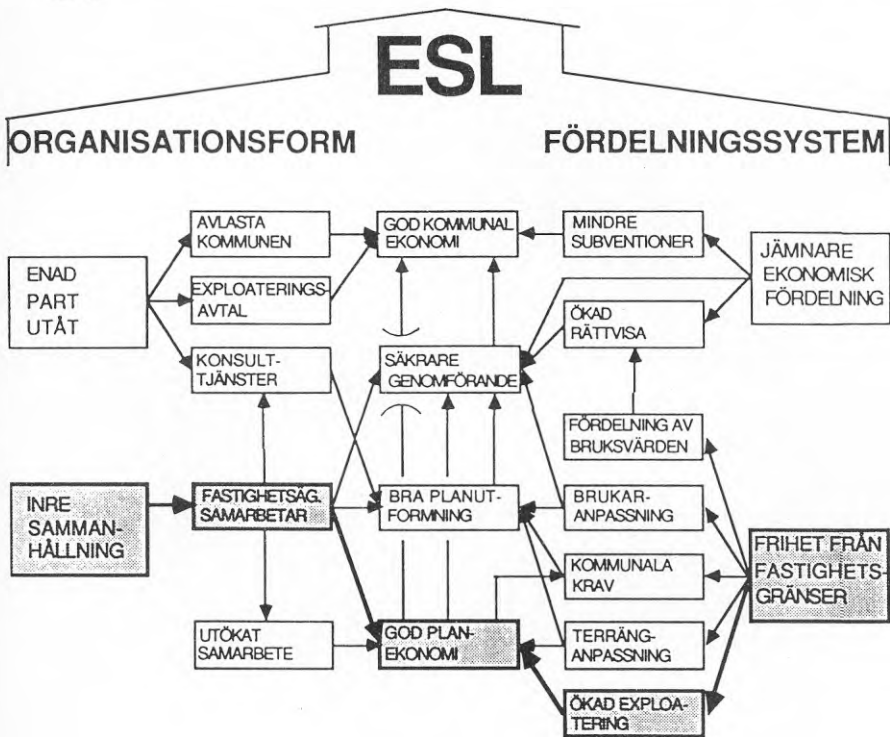 ESL
ORGANISATIONSFORM
FÖRDELNINGSSYSTEM
ENAD
PART
UTÅT
INRE
SAMMAN-
HÅLLNING
AVLASTA
KOMMUNEN
EXPLOATERINGS-
AVTAL
KONSULT-
TJÄNSTER
FASTIGHETSÄG.
SAMARBETAR
UTÖKAT
SAMARBETE
GOD KOMMUNAL
EKONOMI
SÄKRARE
GENOMFÖRANDE
BRA PLANUT-
FORMNING
GOD PLAN-
EKONOMI
MINDRE
SUBVENTIONER
ÖKAD
RÄTTVISA
FÖRDELNING AV
BRUKSVÄRDEN
BRUKAR-
ANPASSNING
KOMMUNALA
KRAV
TERRÄNG-
ANPASSNING
ÖKAD EXPLOA-
TERING
JÄMNARE
EKONOMISK
FÖRDELNING
FRIHET FRÅN
FASTIGHETS-
GRÄNSER